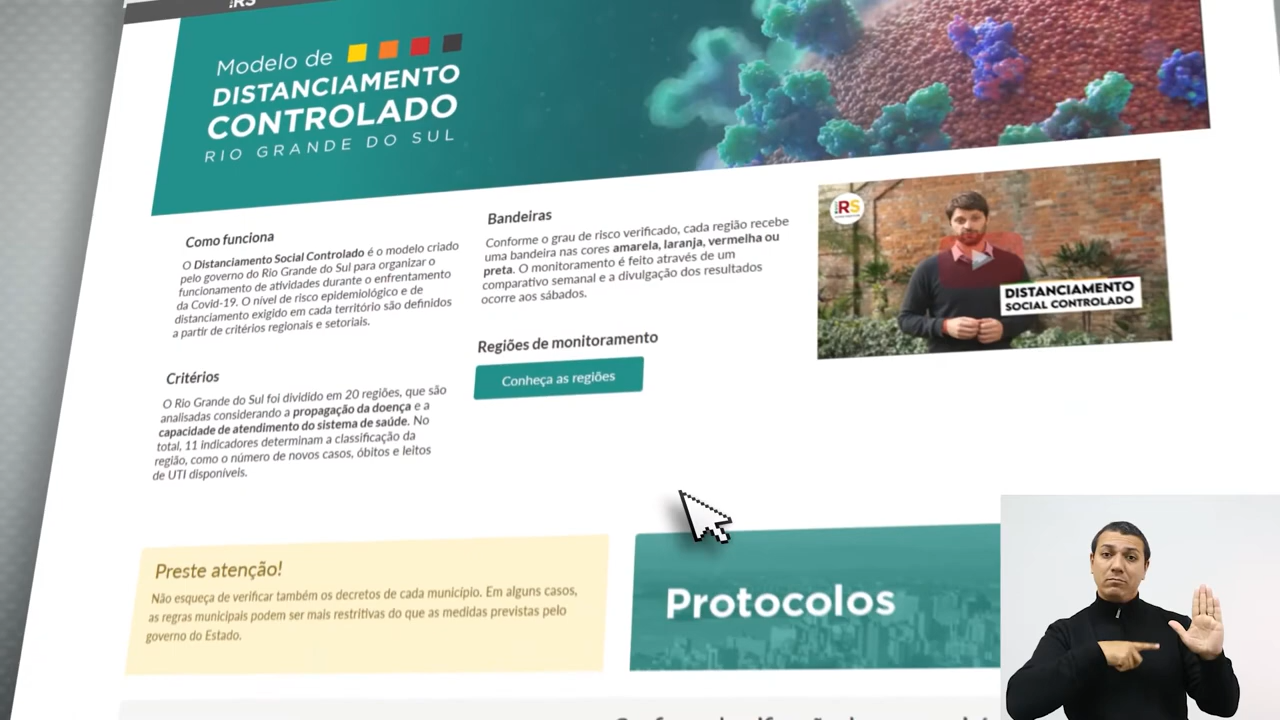 RS
Modelo de
DISTANCIAMENTO
CONTROLADO
RIO GRANDE DO SUL
Como funciona
O Distanciamento Social Controlado é o modelo criado
pelo governo do Rio Grande do Sul para organizar o
funcionamento de atividades durante o enfrentamento
da Covid-19. O nível de risco epidemiológico e de
distanciamento exigido em cada território são definidos
a partir de critérios regionais e setoriais.
Critérios
O Rio Grande do Sul foi dividido em 20 regiões, que são
analisadas considerando a propagação da doença e a
capacidade de atendimento do sistema de saúde. No
total, 11 indicadores determinam a classificação da
região, como o número de novos casos, óbitos e leitos
de UTI disponíveis.
Bandeiras
Conforme o grau de risco verificado, cada região recebe
uma bandeira nas cores amarela, laranja, vermelha ou
preta. O monitoramento é feito através de um
comparativo semanal e a divulgação dos resultados
ocorre aos sábados.
Regiões de monitoramento
Conheça as regiões
RS
DISTANCIAMENTO
SOCIAL CONTROLADO
Preste atenção!
Não esqueça de verificar também os decretos de cada município. Em alguns casos,
as regras municipais podem ser mais restritivas do que as medidas previstas pelo
governo do Estado.
Protocolos